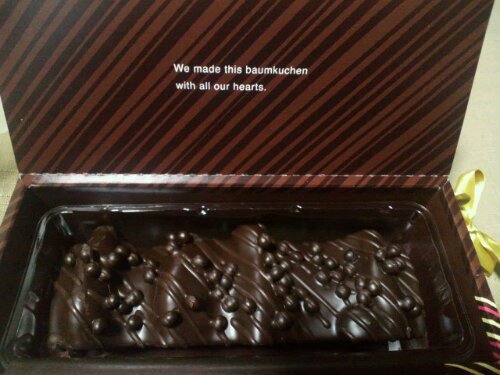 We made this baumkuchen
with all our hearts.